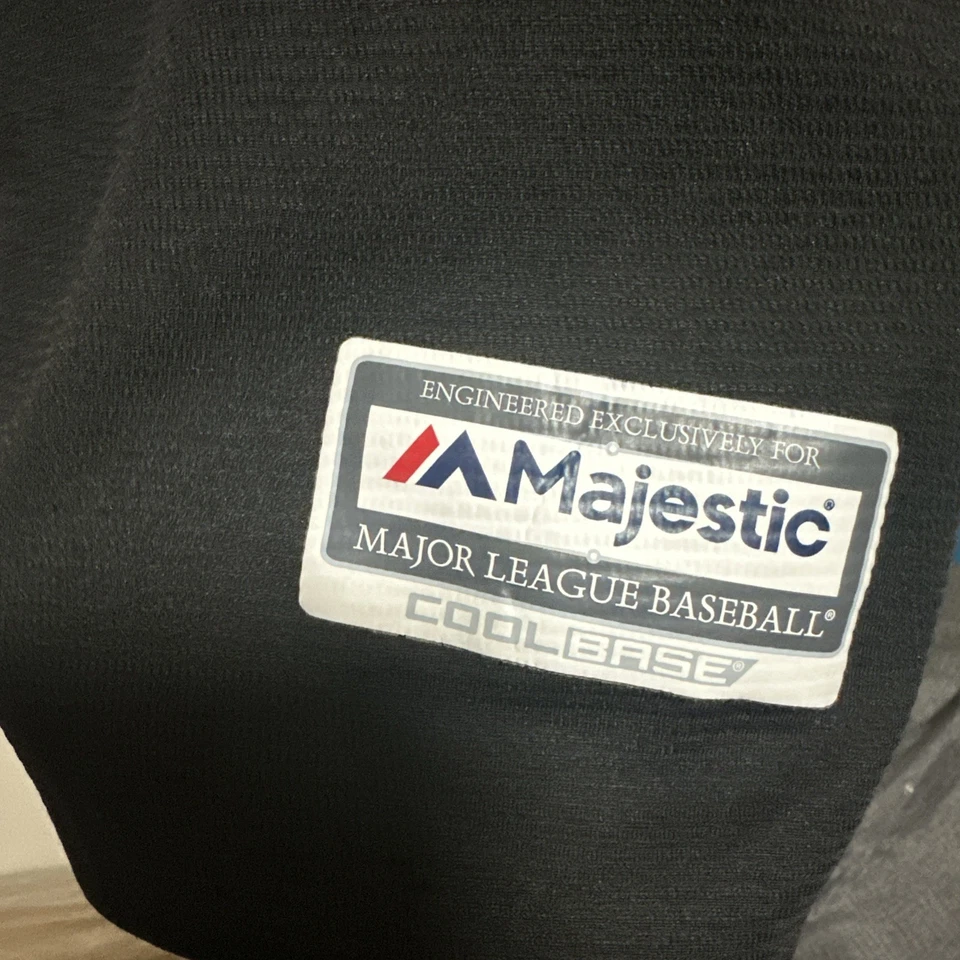 ENGINEERED EXCLUSIVELY FOR
Majestic®
MAJOR LEAGUE BASEBALL®
COOLBASE®